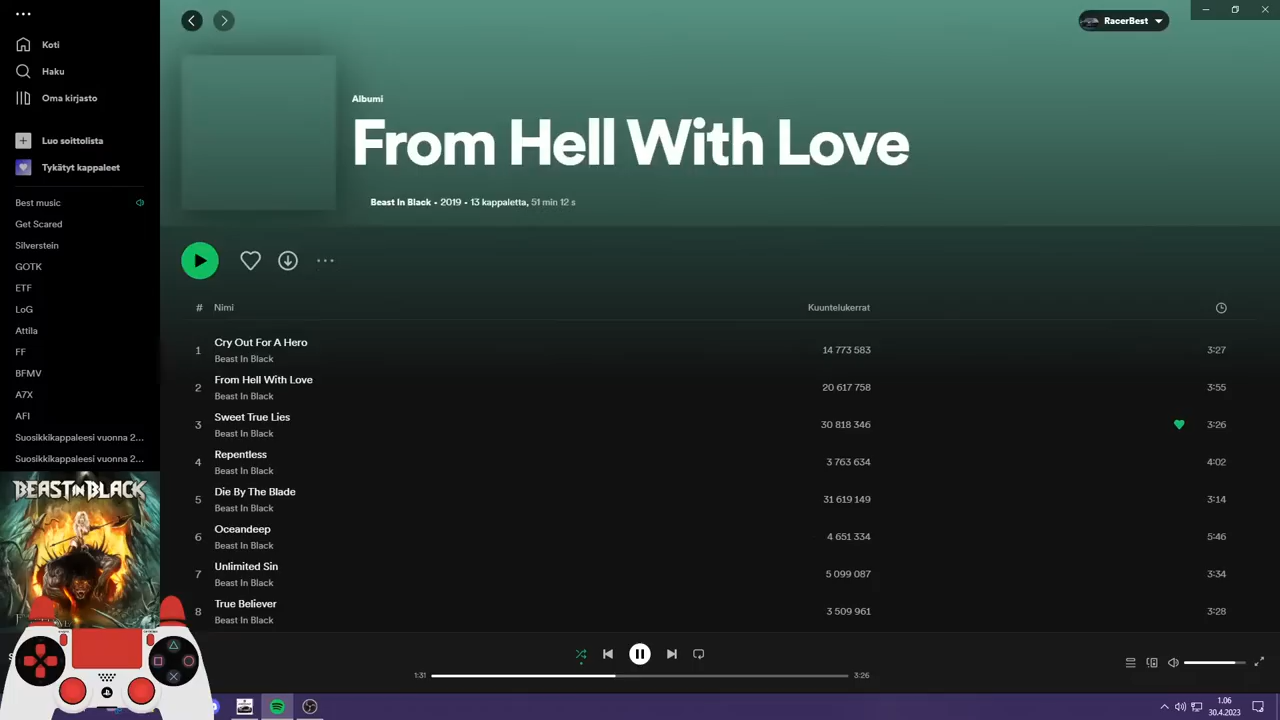 RacerBest
Koti
Haku
Oma kirjasto
Luo soittolista
Tykätyt kappaleet
Best music
Get Scared
Silverstein
GOTK
ETF
LoG
Attila
FF
BFMV
A7X
AFI
Suosikkikappaleesi vuonna 2...
Suosikkikappaleesi vuonna 2...
BEAST IN BLACK
Albumi
From Hell With Love
Beast In Black • 2019 • 13 kappaletta, 51 min 12 s
# Nimi Kuuntelukerrat
1 Cry Out For A Hero 14 773 583 3:27
Beast In Black
2 From Hell With Love 20 617 758 3:55
Beast In Black
3 Sweet True Lies 30 818 346 3:26
Beast In Black
4 Repentless 3 763 634 4:02
Beast In Black
5 Die By The Blade 31 619 149 3:14
Beast In Black
6 Oceandeep 4 651 334 5:46
Beast In Black
7 Unlimited Sin 5 099 087 3:34
Beast In Black
8 True Believer 3 509 961 3:28
Beast In Black
1:31 3:26
1.06
30.4.2023